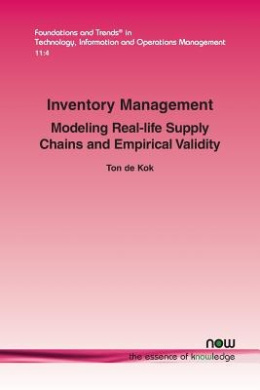 Foundations and Trends® in
Technology, Information and Operations Management
11:4
Inventory Management
Modeling Real-life Supply
Chains and Empirical Validity
Ton de Kok
now
the essence of knowledge